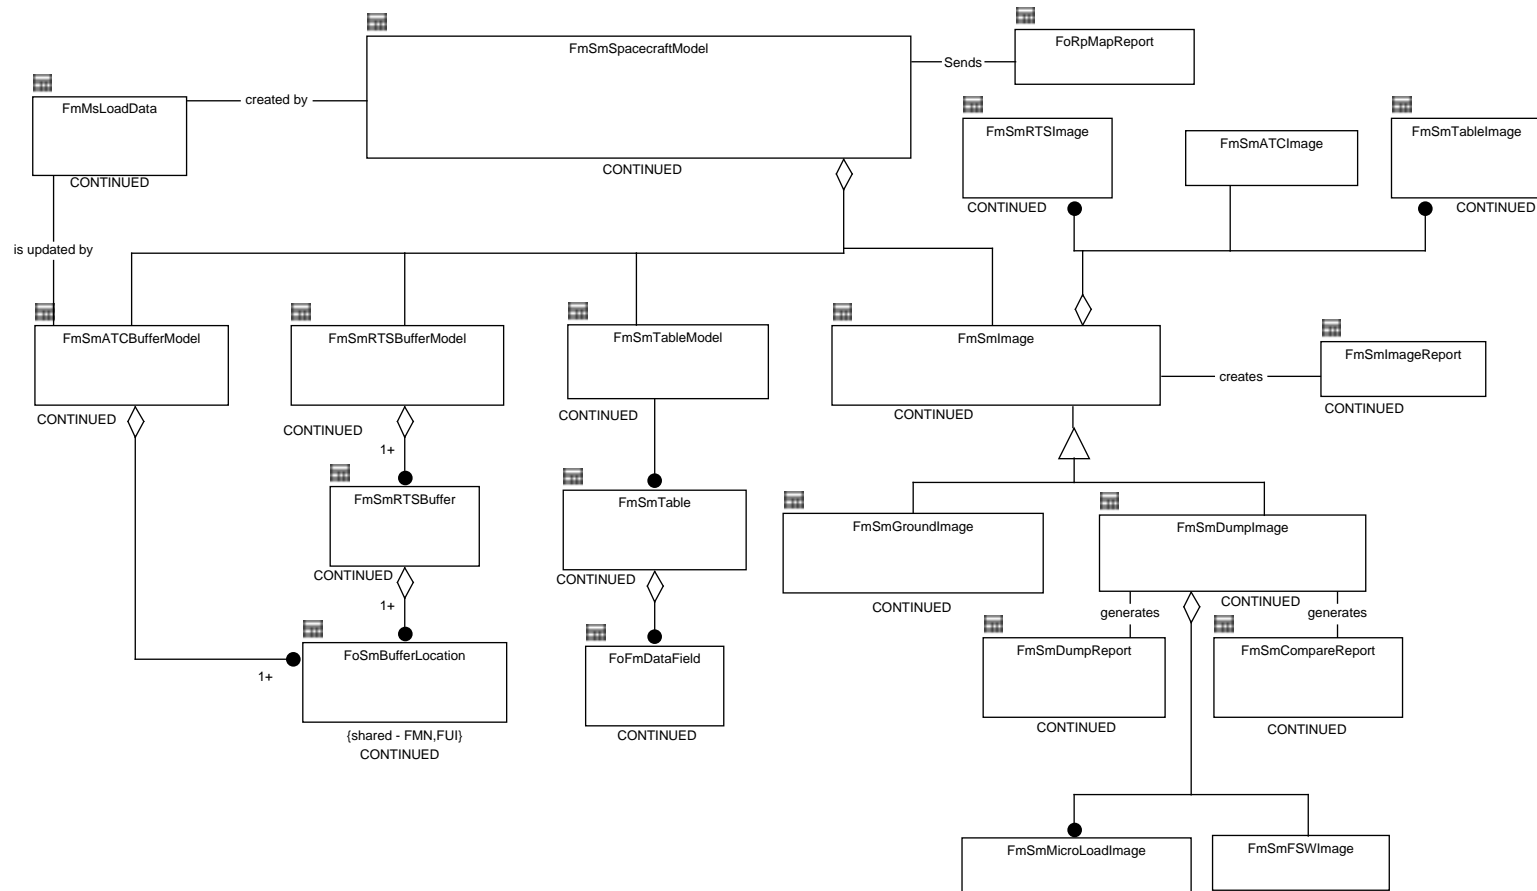 FmSmSpacecraftModel
FoRpMapReport
Sends
FmMsLoadData
created by
FmSmRTSImage
FmSmATCImage
FmSmTableImage
CONTINUED
CONTINUED
CONTINUED
CONTINUED
is updated by
FmSmATCBufferModel
FmSmRTSBufferModel
FmSmTableModel
FmSmImage
FmSmImageReport
creates
CONTINUED
CONTINUED
CONTINUED
CONTINUED
CONTINUED
1+
FmSmRTSBuffer
FmSmTable
FmSmGroundImage
FmSmDumpImage
CONTINUED
CONTINUED
CONTINUED
CONTINUED
1+
generates
generates
FoSmBufferLocation
FoFmDataField
FmSmDumpReport
FmSmCompareReport
1+
{shared - FMN,FUI}
CONTINUED
CONTINUED
CONTINUED
CONTINUED
FmSmMicroLoadImage
FmSmFSWImage